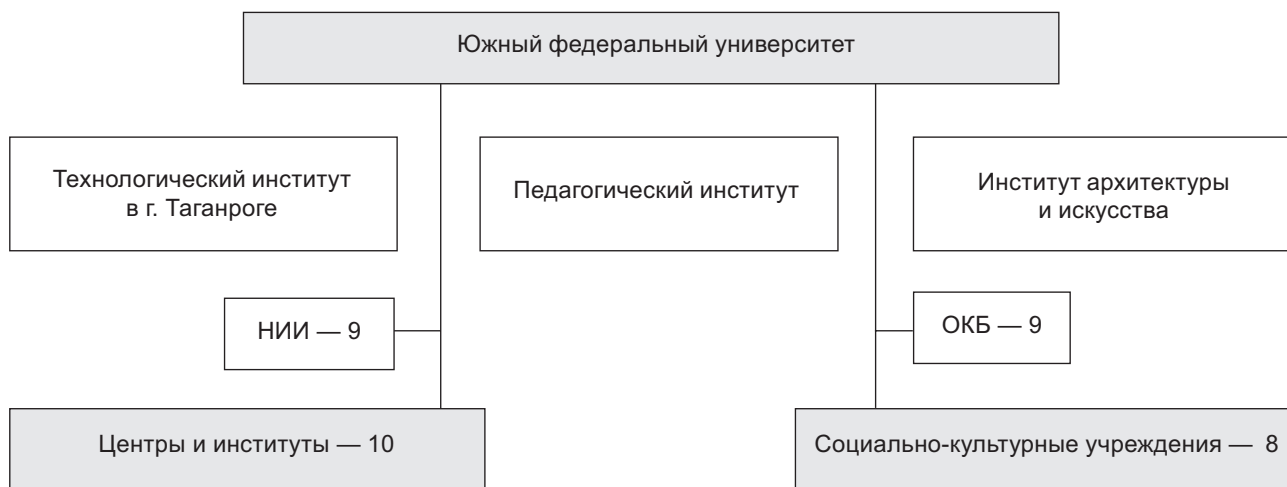 Южный федеральный университет
Технологический институт
в г. Таганроге
Педагогический институт
Институт архитектуры
и искусства
НИИ — 9
ОКБ — 9
Центры и институты — 10
Социально-культурные учреждения — 8